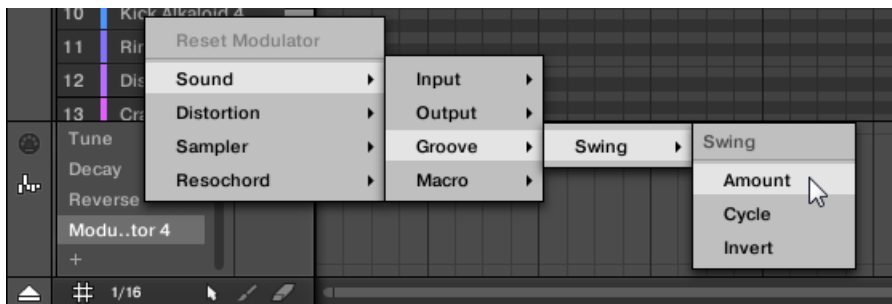 10 Kick Alkaloid 4
11 Rim
12 Dis
13 Cra
Reset Modulator
Sound
Distortion
Sampler
Resochord
Input
Output
Groove
Macro
Swing
Swing
Amount
Cycle
Invert
Tune
Decay
Reverse
Modu..tor 4
+
1/16